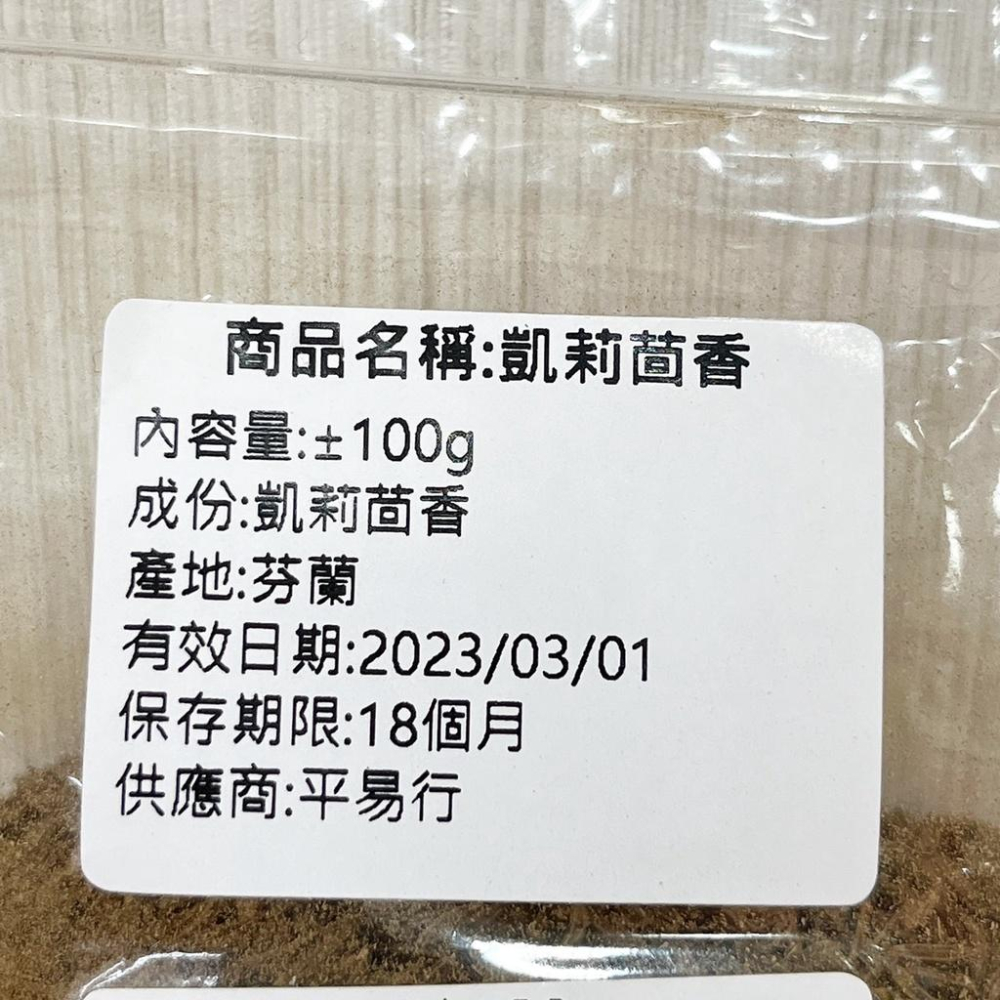 商品名稱:凱莉茴香
內容量:±100g
成份:凱莉茴香
產地:芬蘭
有效日期:2023/03/01
保存期限:18個月
供應商:平易行